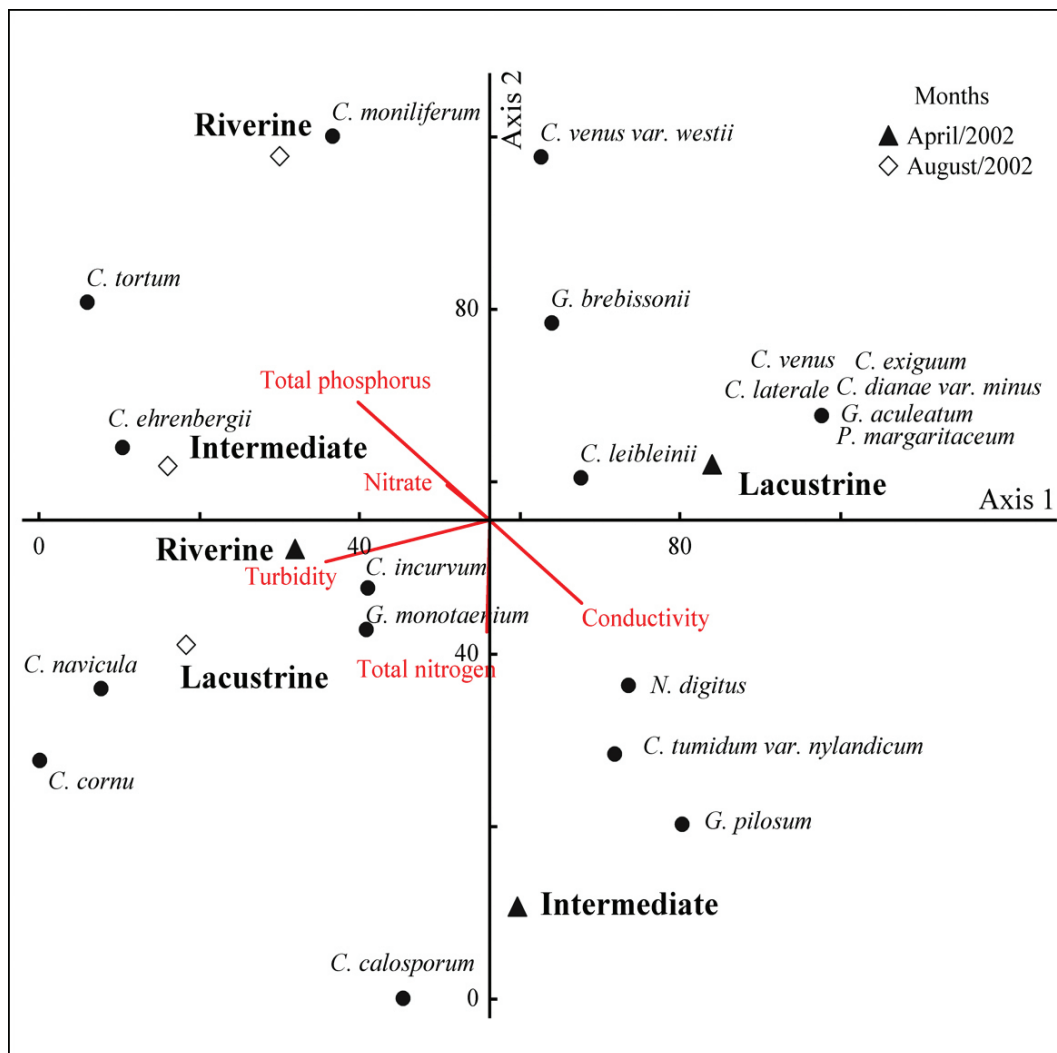 Months
April/2002
August/2002
Axis 2
Riverine
C. moniliferum
C. venus var. westii
C. tortum
80
G. brebissonii
Total phosphorus
C. venus
C. exiguum
C. laterale
C. dianae var. minus
G. aculeatum
P. margaritaceum
C. ehrenbergii
Intermediate
C. leibleinii
Nitrate
Lacustrine
Axis 1
0
40
80
Riverine
Turbidity
C. incurvum
G. monotaenium
Conductivity
40
Total nitrogen
C. navicula
Lacustrine
N. digitus
C. cornu
C. tumidum var. nylandicum
G. pilosum
Intermediate
C. calosporum
0